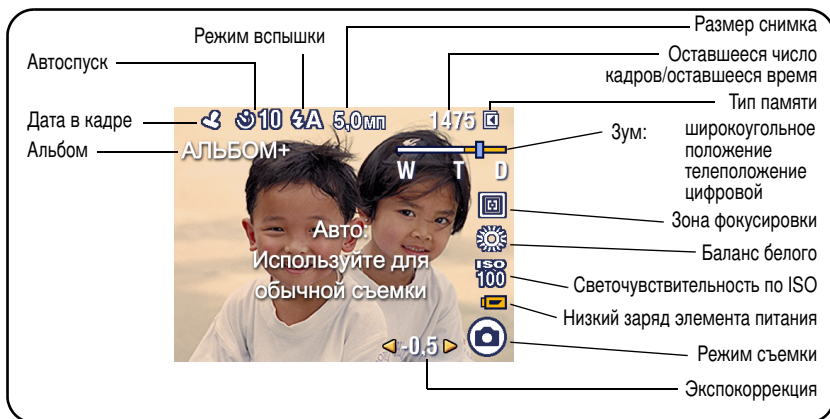 Размер снимка
Режим вспышки
Оставшееся число
кадров/оставшееся время
Автоспуск
Тип памяти
10 A 5,0МП 1475
Дата в кадре
Зум: широкоугольное
положение
телеположение
цифровой
Альбом
АЛЬБОМ+
W T D
Зона фокусировки
Авто:
Используйте для
обычной съемки
Баланс белого
ISO
100
Светочувствительность по ISO
Низкий заряд элемента питания
Режим съемки
-0,5
Экспокоррекция